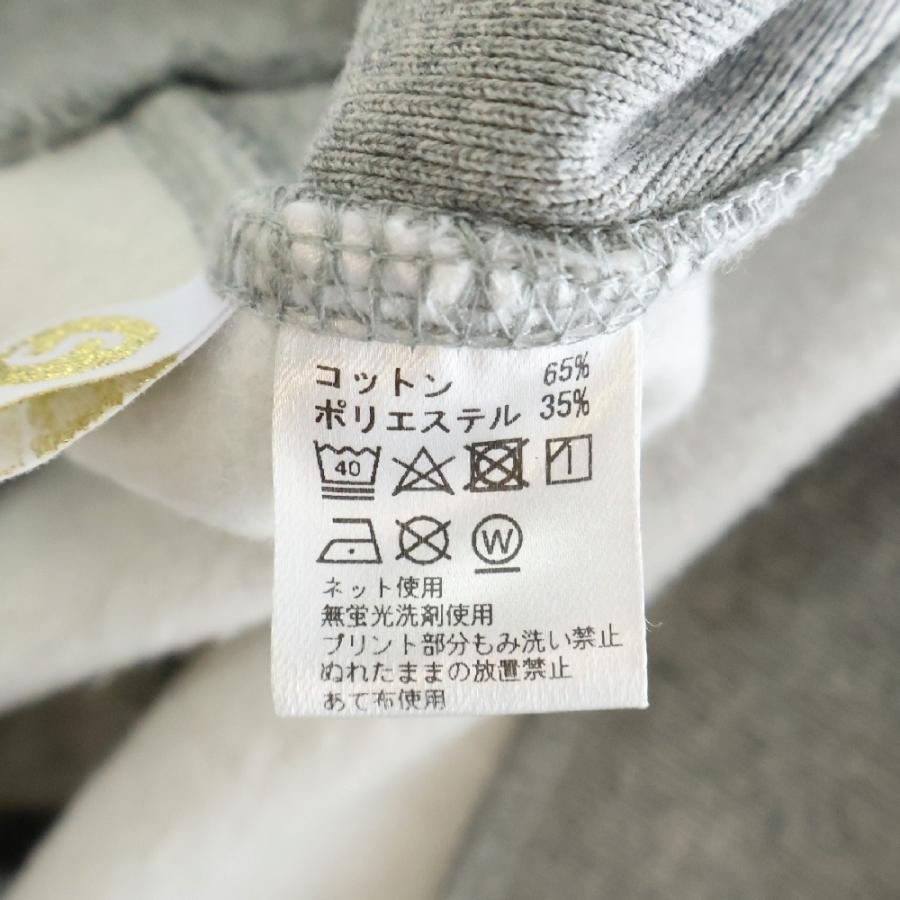 コットン 65%
ポリエステル 35%
40
W
ネット使用
無蛍光洗剤使用
プリント部分もみ洗い禁止
ぬれたままの放置禁止
あて布使用
S